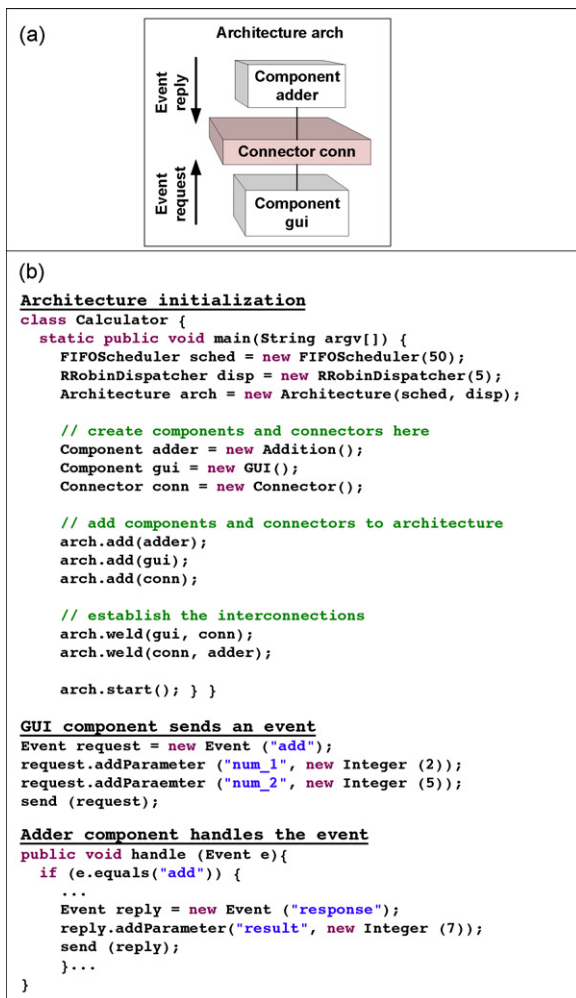 (a)
Architecture arch
Event
reply
Component
adder
Connector conn
Event
request
Component
gui
(b)
Architecture initialization
class Calculator {
static public void main(String argv[]) {
FIFOScheduler sched = new FIFOScheduler(50);
RRobinDispatcher disp = new RRobinDispatcher(5);
Architecture arch = new Architecture(sched, disp);
// create components and connectors here
Component adder = new Addition();
Component gui = new GUI();
Connector conn = new Connector();
// add components and connectors to architecture
arch.add(adder);
arch.add(gui);
arch.add(conn);
// establish the interconnections
arch.weld(gui, conn);
arch.weld(conn, adder);
arch.start(); } }
GUI component sends an event
Event request = new Event ("add");
request.addParameter ("num_1", new Integer (2));
request.addParaemter ("num_2", new Integer (5));
send (request);
Adder component handles the event
public void handle (Event e){
if (e.equals("add")) {
...
Event reply = new Event ("response");
reply.addParameter("result", new Integer (7));
send (reply);
}...
}